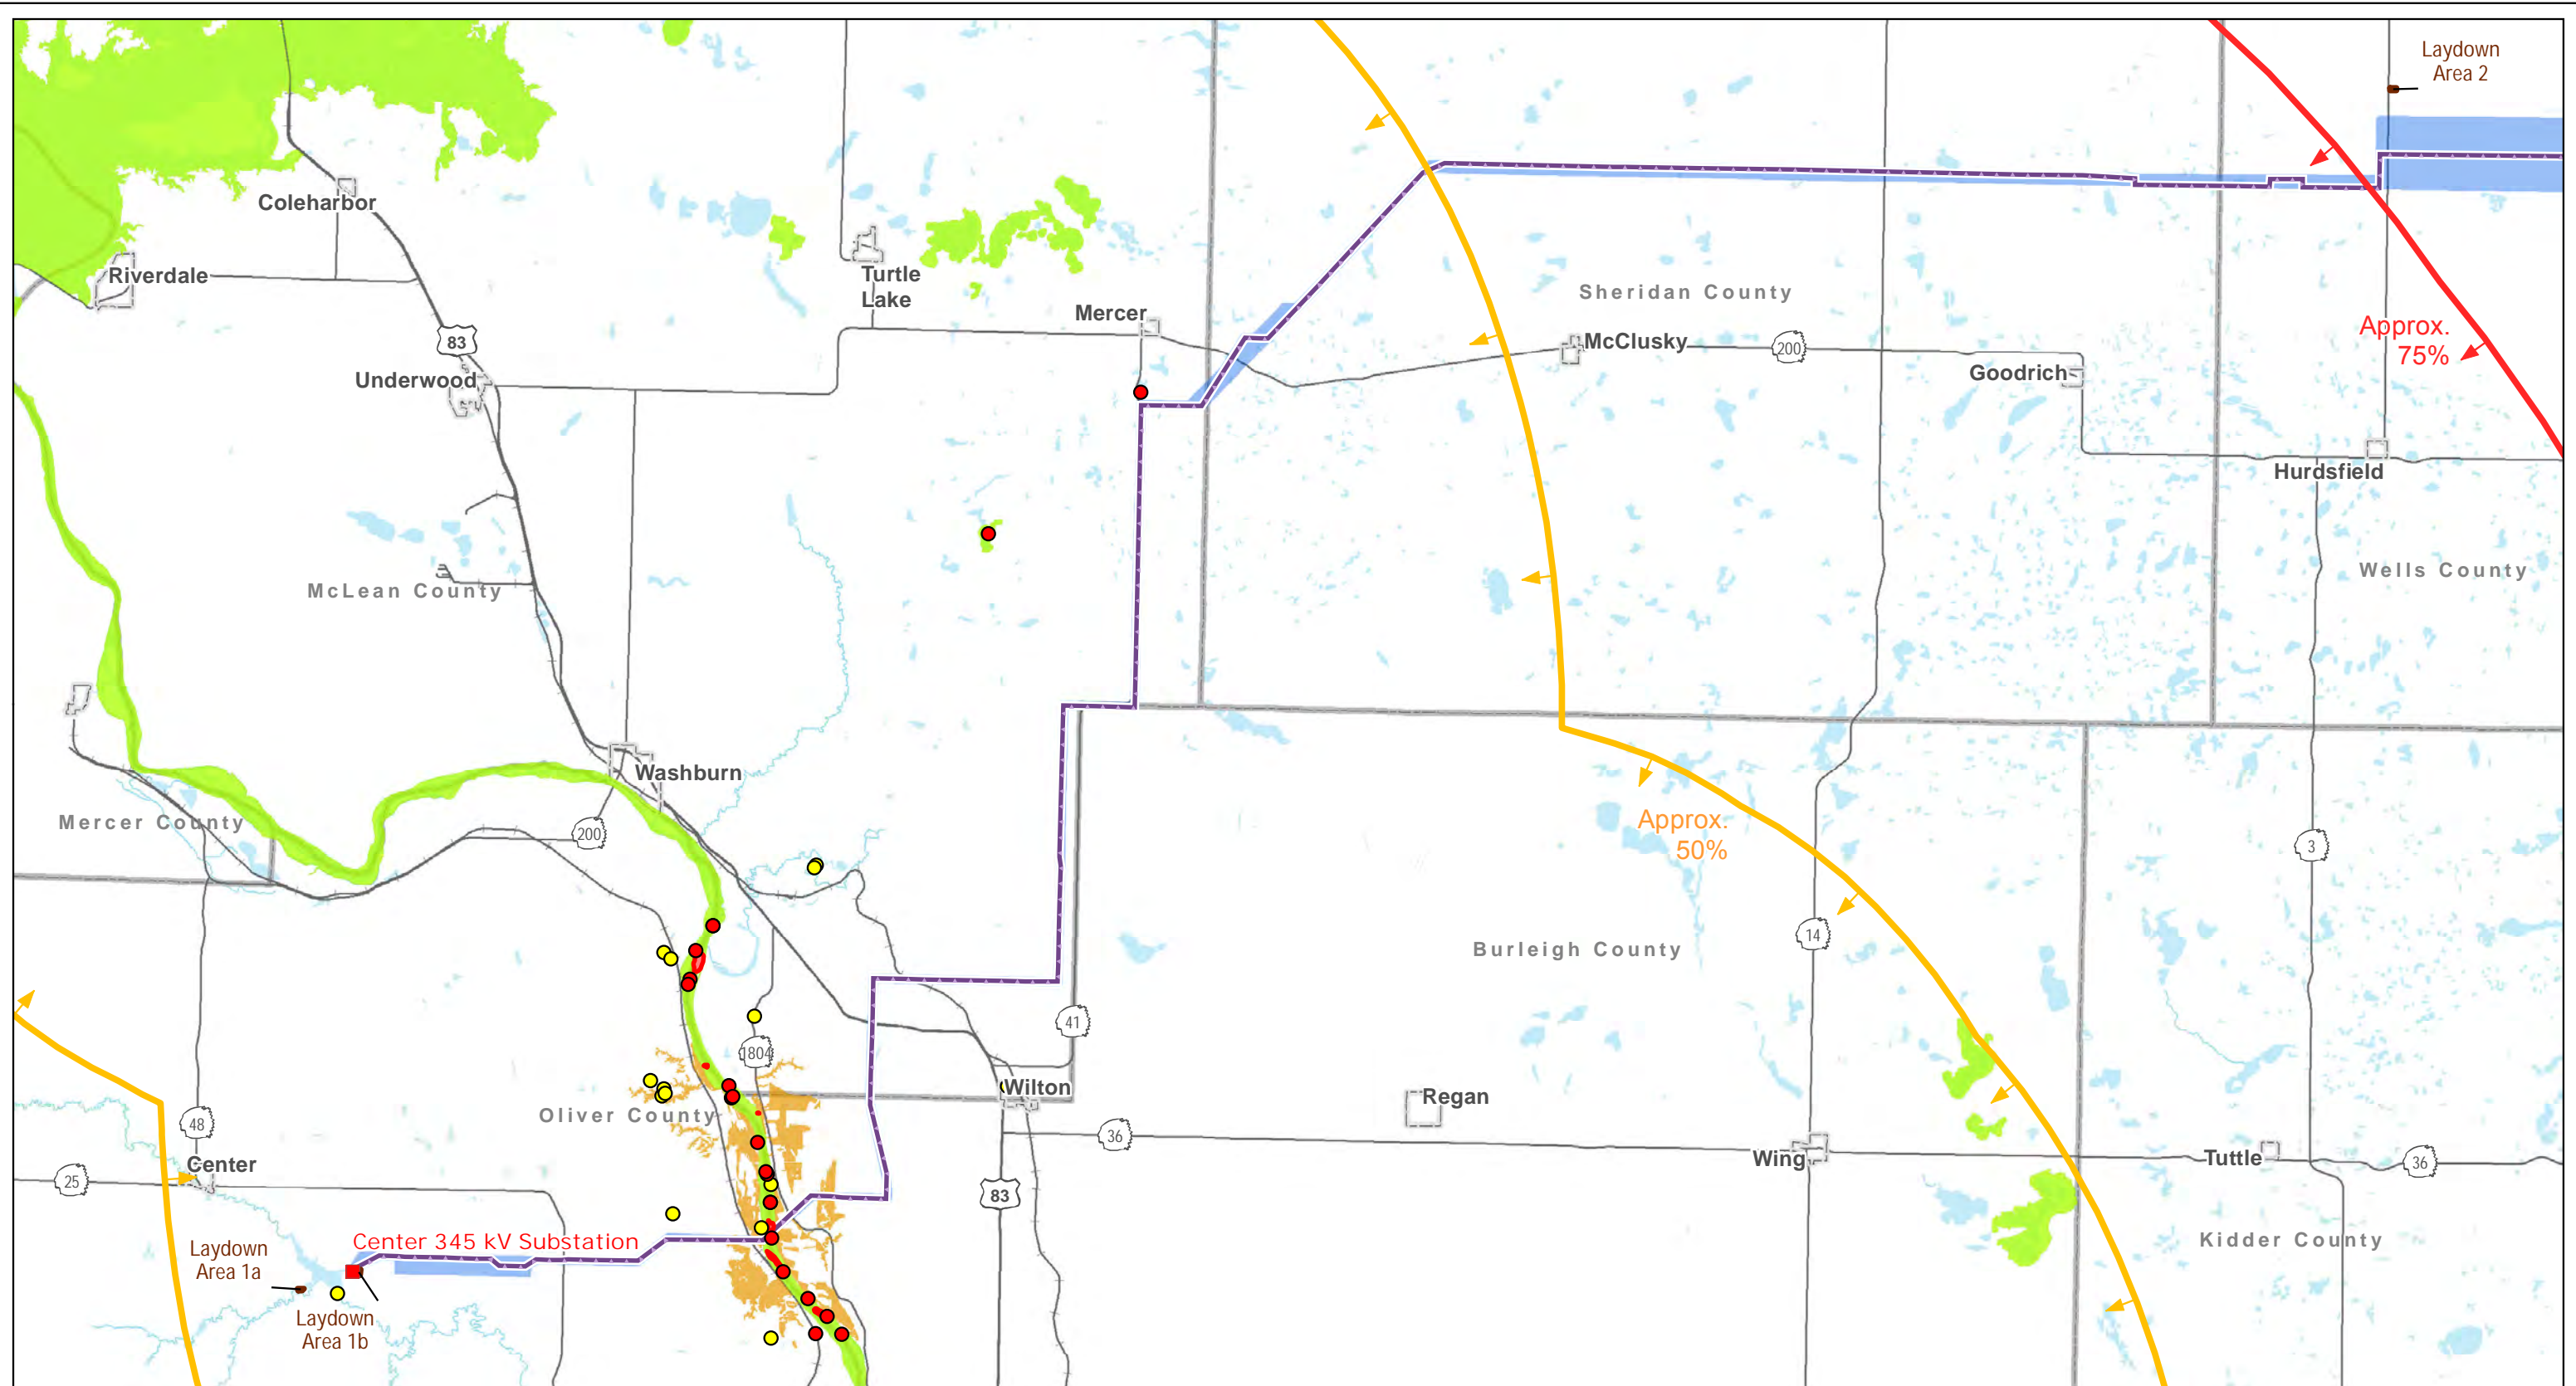 Laydown
Area 2
Coleharbor
Riverdale
Turtle
Lake
Sheridan County
Mercer
83
McClusky
200
Approx.
75%
Underwood
Goodrich
Hurdsfield
McLean County
Wells County
Washburn
Mercer County
200
Approx.
50%
3
Burleigh County
14
41
1804
Wilton
Regan
Oliver County
48
36
Center
Wing
Tuttle
36
25
83
Center 345 kV Substation
Kidder County
Laydown
Area 1a
Laydown
Area 1b